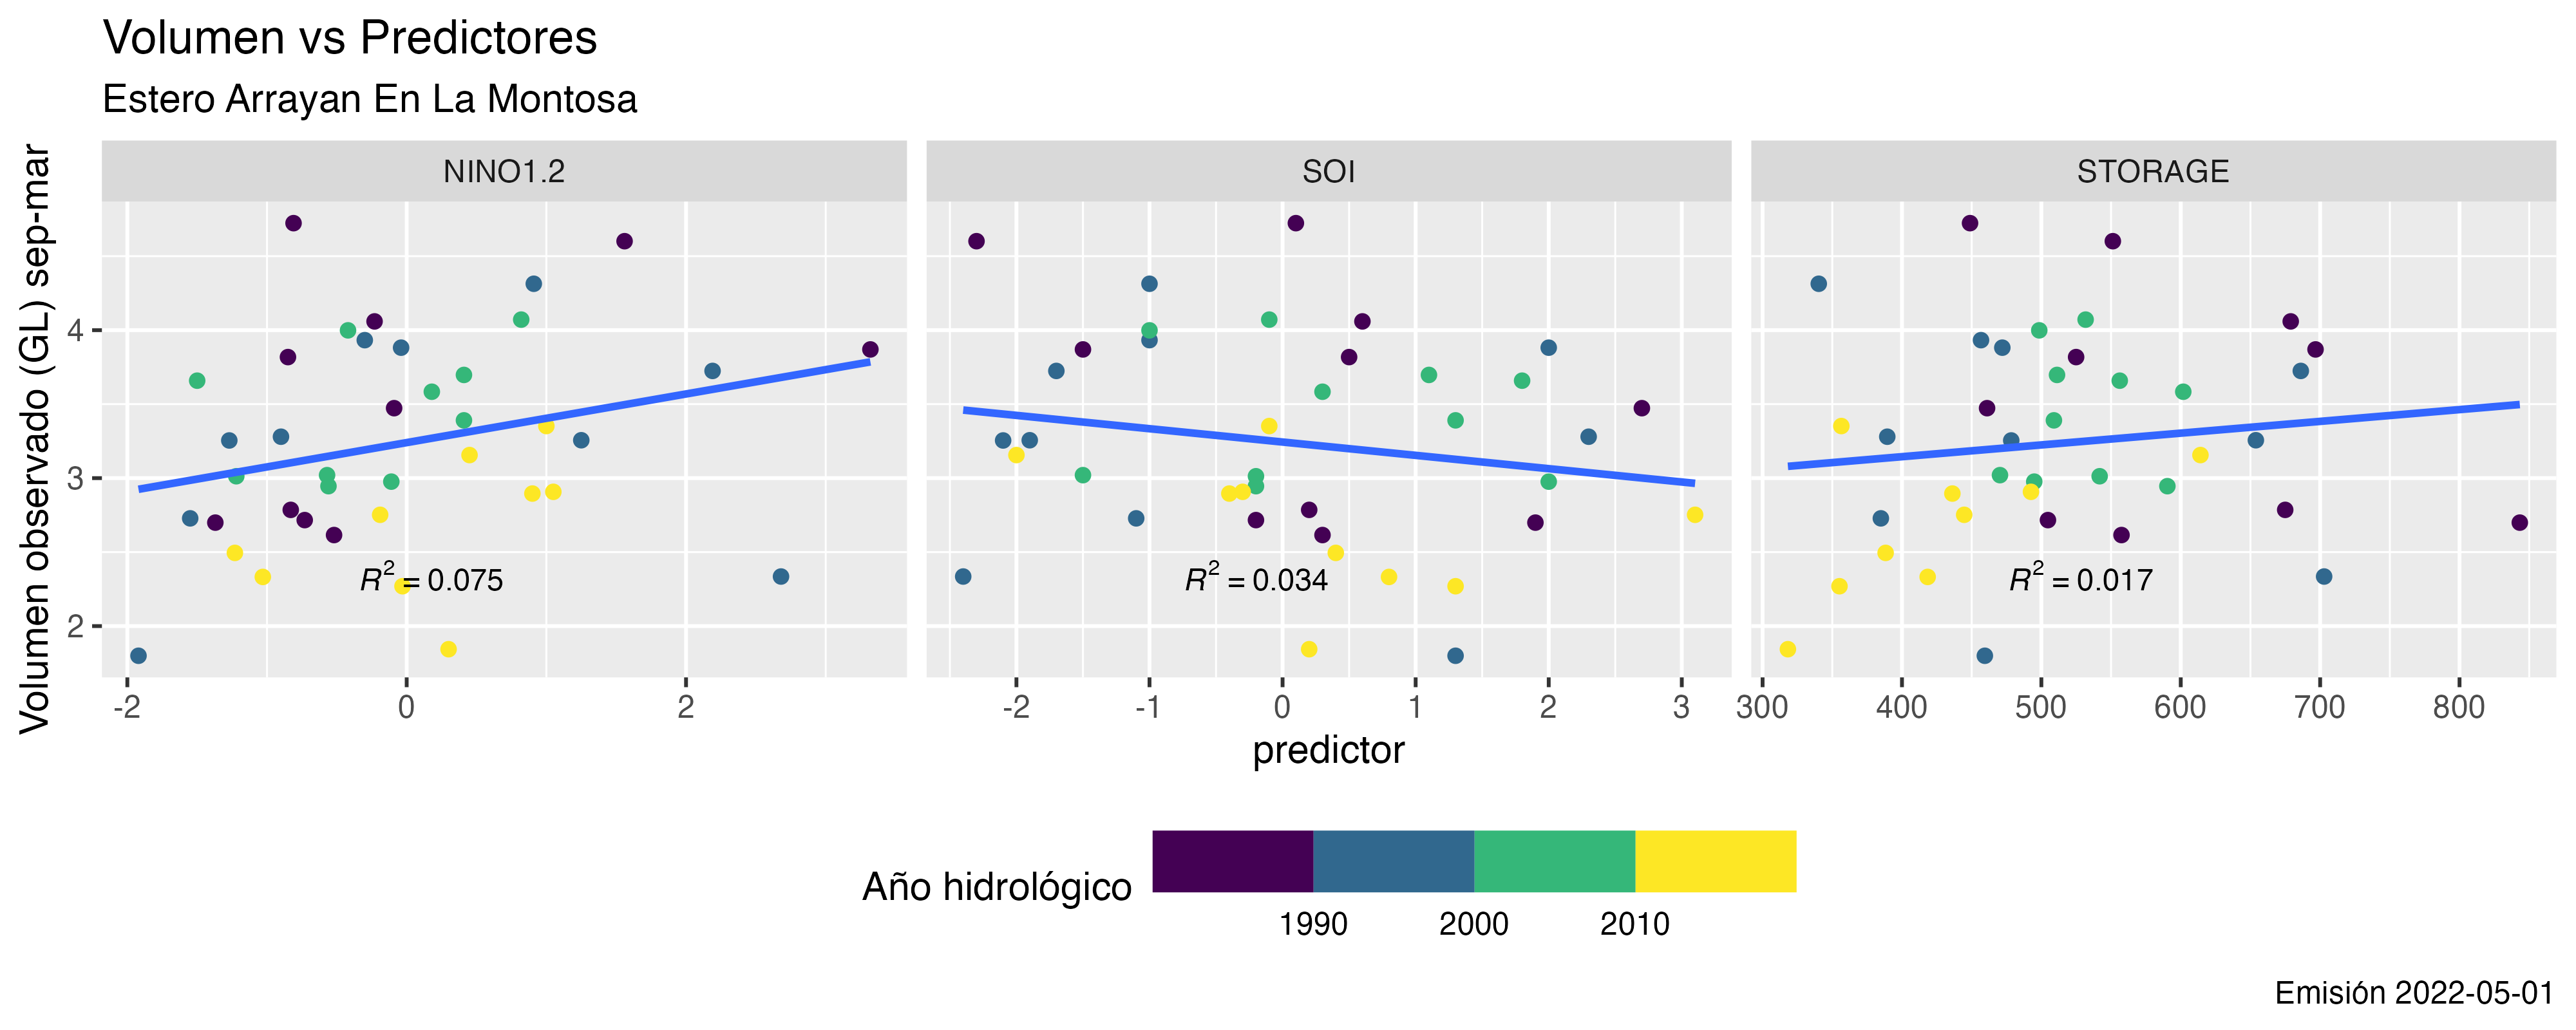 Volumen vs Predictores
Estero Arrayan En La Montosa
NINO1.2 SOI STORAGE
Volumen observado (GL) sep-mar
4
3
2
R² = 0.075 R² = 0.034 R² = 0.017
-2 0 2 -2 -1 0 1 2 3 300 400 500 600 700 800
predictor
Año hidrológico
1990 2000 2010
Emisión 2022-05-01